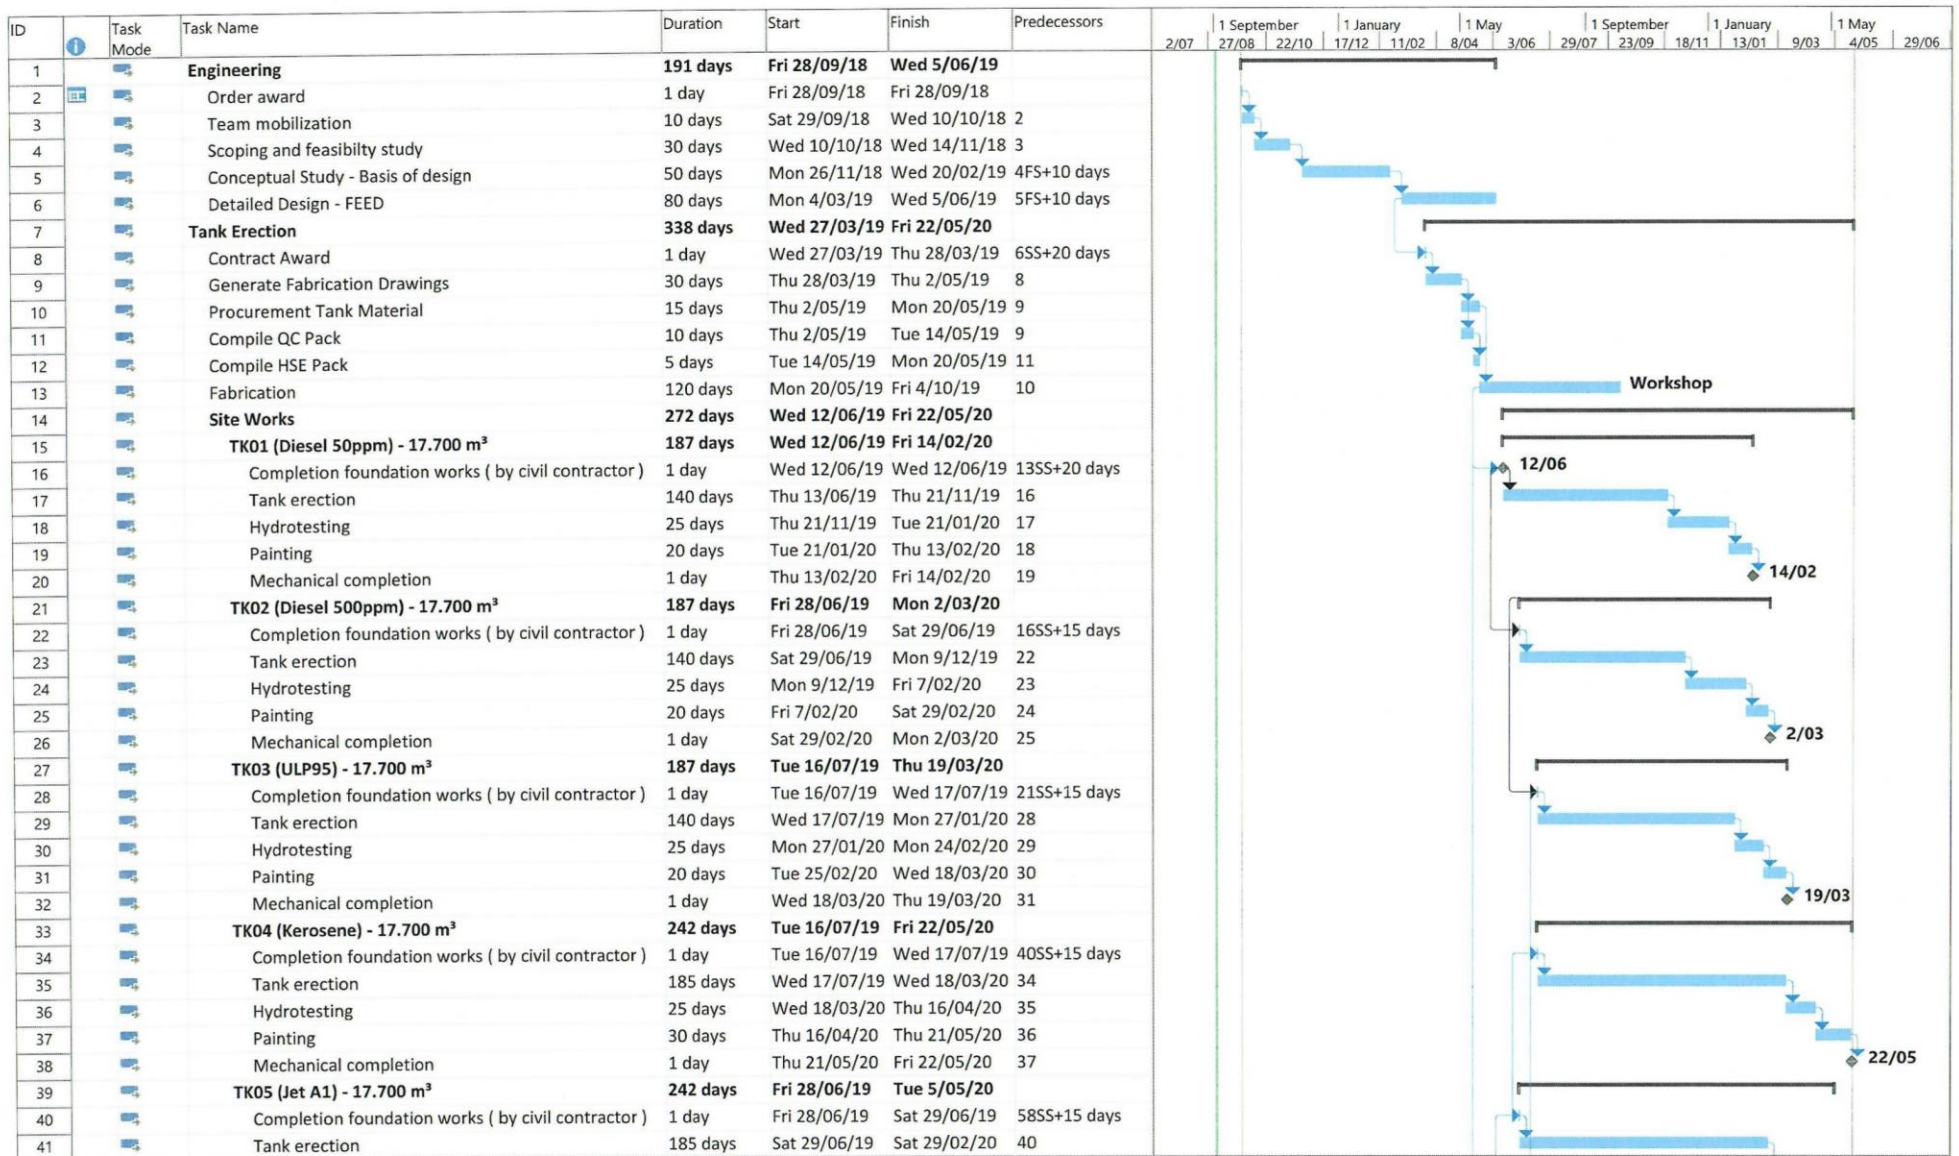 ID Task Mode Task Name Duration Start Finish Predecessors
1 September 1 January 1 May 1 September 1 January 1 May
2/07 27/08 22/10 17/12 11/02 8/04 3/06 29/07 23/09 18/11 13/01 9/03 4/05 29/06
1 Engineering 191 days Fri 28/09/18 Wed 5/06/19
2 Order award 1 day Fri 28/09/18 Fri 28/09/18
3 Team mobilization 10 days Sat 29/09/18 Wed 10/10/18 2
4 Scoping and feasibilty study 30 days Wed 10/10/18 Wed 14/11/18 3
5 Conceptual Study - Basis of design 50 days Mon 26/11/18 Wed 20/02/19 4FS+10 days
6 Detailed Design - FEED 80 days Mon 4/03/19 Wed 5/06/19 5FS+10 days
7 Tank Erection 338 days Wed 27/03/19 Fri 22/05/20
8 Contract Award 1 day Wed 27/03/19 Thu 28/03/19 6SS+20 days
9 Generate Fabrication Drawings 30 days Thu 28/03/19 Thu 2/05/19 8
10 Procurement Tank Material 15 days Thu 2/05/19 Mon 20/05/19 9
11 Compile QC Pack 10 days Thu 2/05/19 Tue 14/05/19 9
12 Compile HSE Pack 5 days Tue 14/05/19 Mon 20/05/19 11
13 Fabrication 120 days Mon 20/05/19 Fri 4/10/19 10 Workshop
14 Site Works 272 days Wed 12/06/19 Fri 22/05/20
15 TK01 (Diesel 50ppm) - 17.700 m³ 187 days Wed 12/06/19 Fri 14/02/20
16 Completion foundation works ( by civil contractor ) 1 day Wed 12/06/19 Wed 12/06/19 13SS+20 days 12/06
17 Tank erection 140 days Thu 13/06/19 Thu 21/11/19 16
18 Hydrotesting 25 days Thu 21/11/19 Tue 21/01/20 17
19 Painting 20 days Tue 21/01/20 Thu 13/02/20 18
20 Mechanical completion 1 day Thu 13/02/20 Fri 14/02/20 19 14/02
21 TK02 (Diesel 500ppm) - 17.700 m³ 187 days Fri 28/06/19 Mon 2/03/20
22 Completion foundation works ( by civil contractor ) 1 day Fri 28/06/19 Sat 29/06/19 16SS+15 days
23 Tank erection 140 days Sat 29/06/19 Mon 9/12/19 22
24 Hydrotesting 25 days Mon 9/12/19 Fri 7/02/20 23
25 Painting 20 days Fri 7/02/20 Sat 29/02/20 24
26 Mechanical completion 1 day Sat 29/02/20 Mon 2/03/20 25 2/03
27 TK03 (ULP95) - 17.700 m³ 187 days Tue 16/07/19 Thu 19/03/20
28 Completion foundation works ( by civil contractor ) 1 day Tue 16/07/19 Wed 17/07/19 21SS+15 days
29 Tank erection 140 days Wed 17/07/19 Mon 27/01/20 28
30 Hydrotesting 25 days Mon 27/01/20 Mon 24/02/20 29
31 Painting 20 days Tue 25/02/20 Wed 18/03/20 30
32 Mechanical completion 1 day Wed 18/03/20 Thu 19/03/20 31 19/03
33 TK04 (Kerosene) - 17.700 m³ 242 days Tue 16/07/19 Fri 22/05/20
34 Completion foundation works ( by civil contractor ) 1 day Tue 16/07/19 Wed 17/07/19 40SS+15 days
35 Tank erection 185 days Wed 17/07/19 Wed 18/03/20 34
36 Hydrotesting 25 days Wed 18/03/20 Thu 16/04/20 35
37 Painting 30 days Thu 16/04/20 Thu 21/05/20 36
38 Mechanical completion 1 day Thu 21/05/20 Fri 22/05/20 37 22/05
39 TK05 (Jet A1) - 17.700 m³ 242 days Fri 28/06/19 Tue 5/05/20
40 Completion foundation works ( by civil contractor ) 1 day Fri 28/06/19 Sat 29/06/19 58SS+15 days
41 Tank erection 185 days Sat 29/06/19 Sat 29/02/20 40